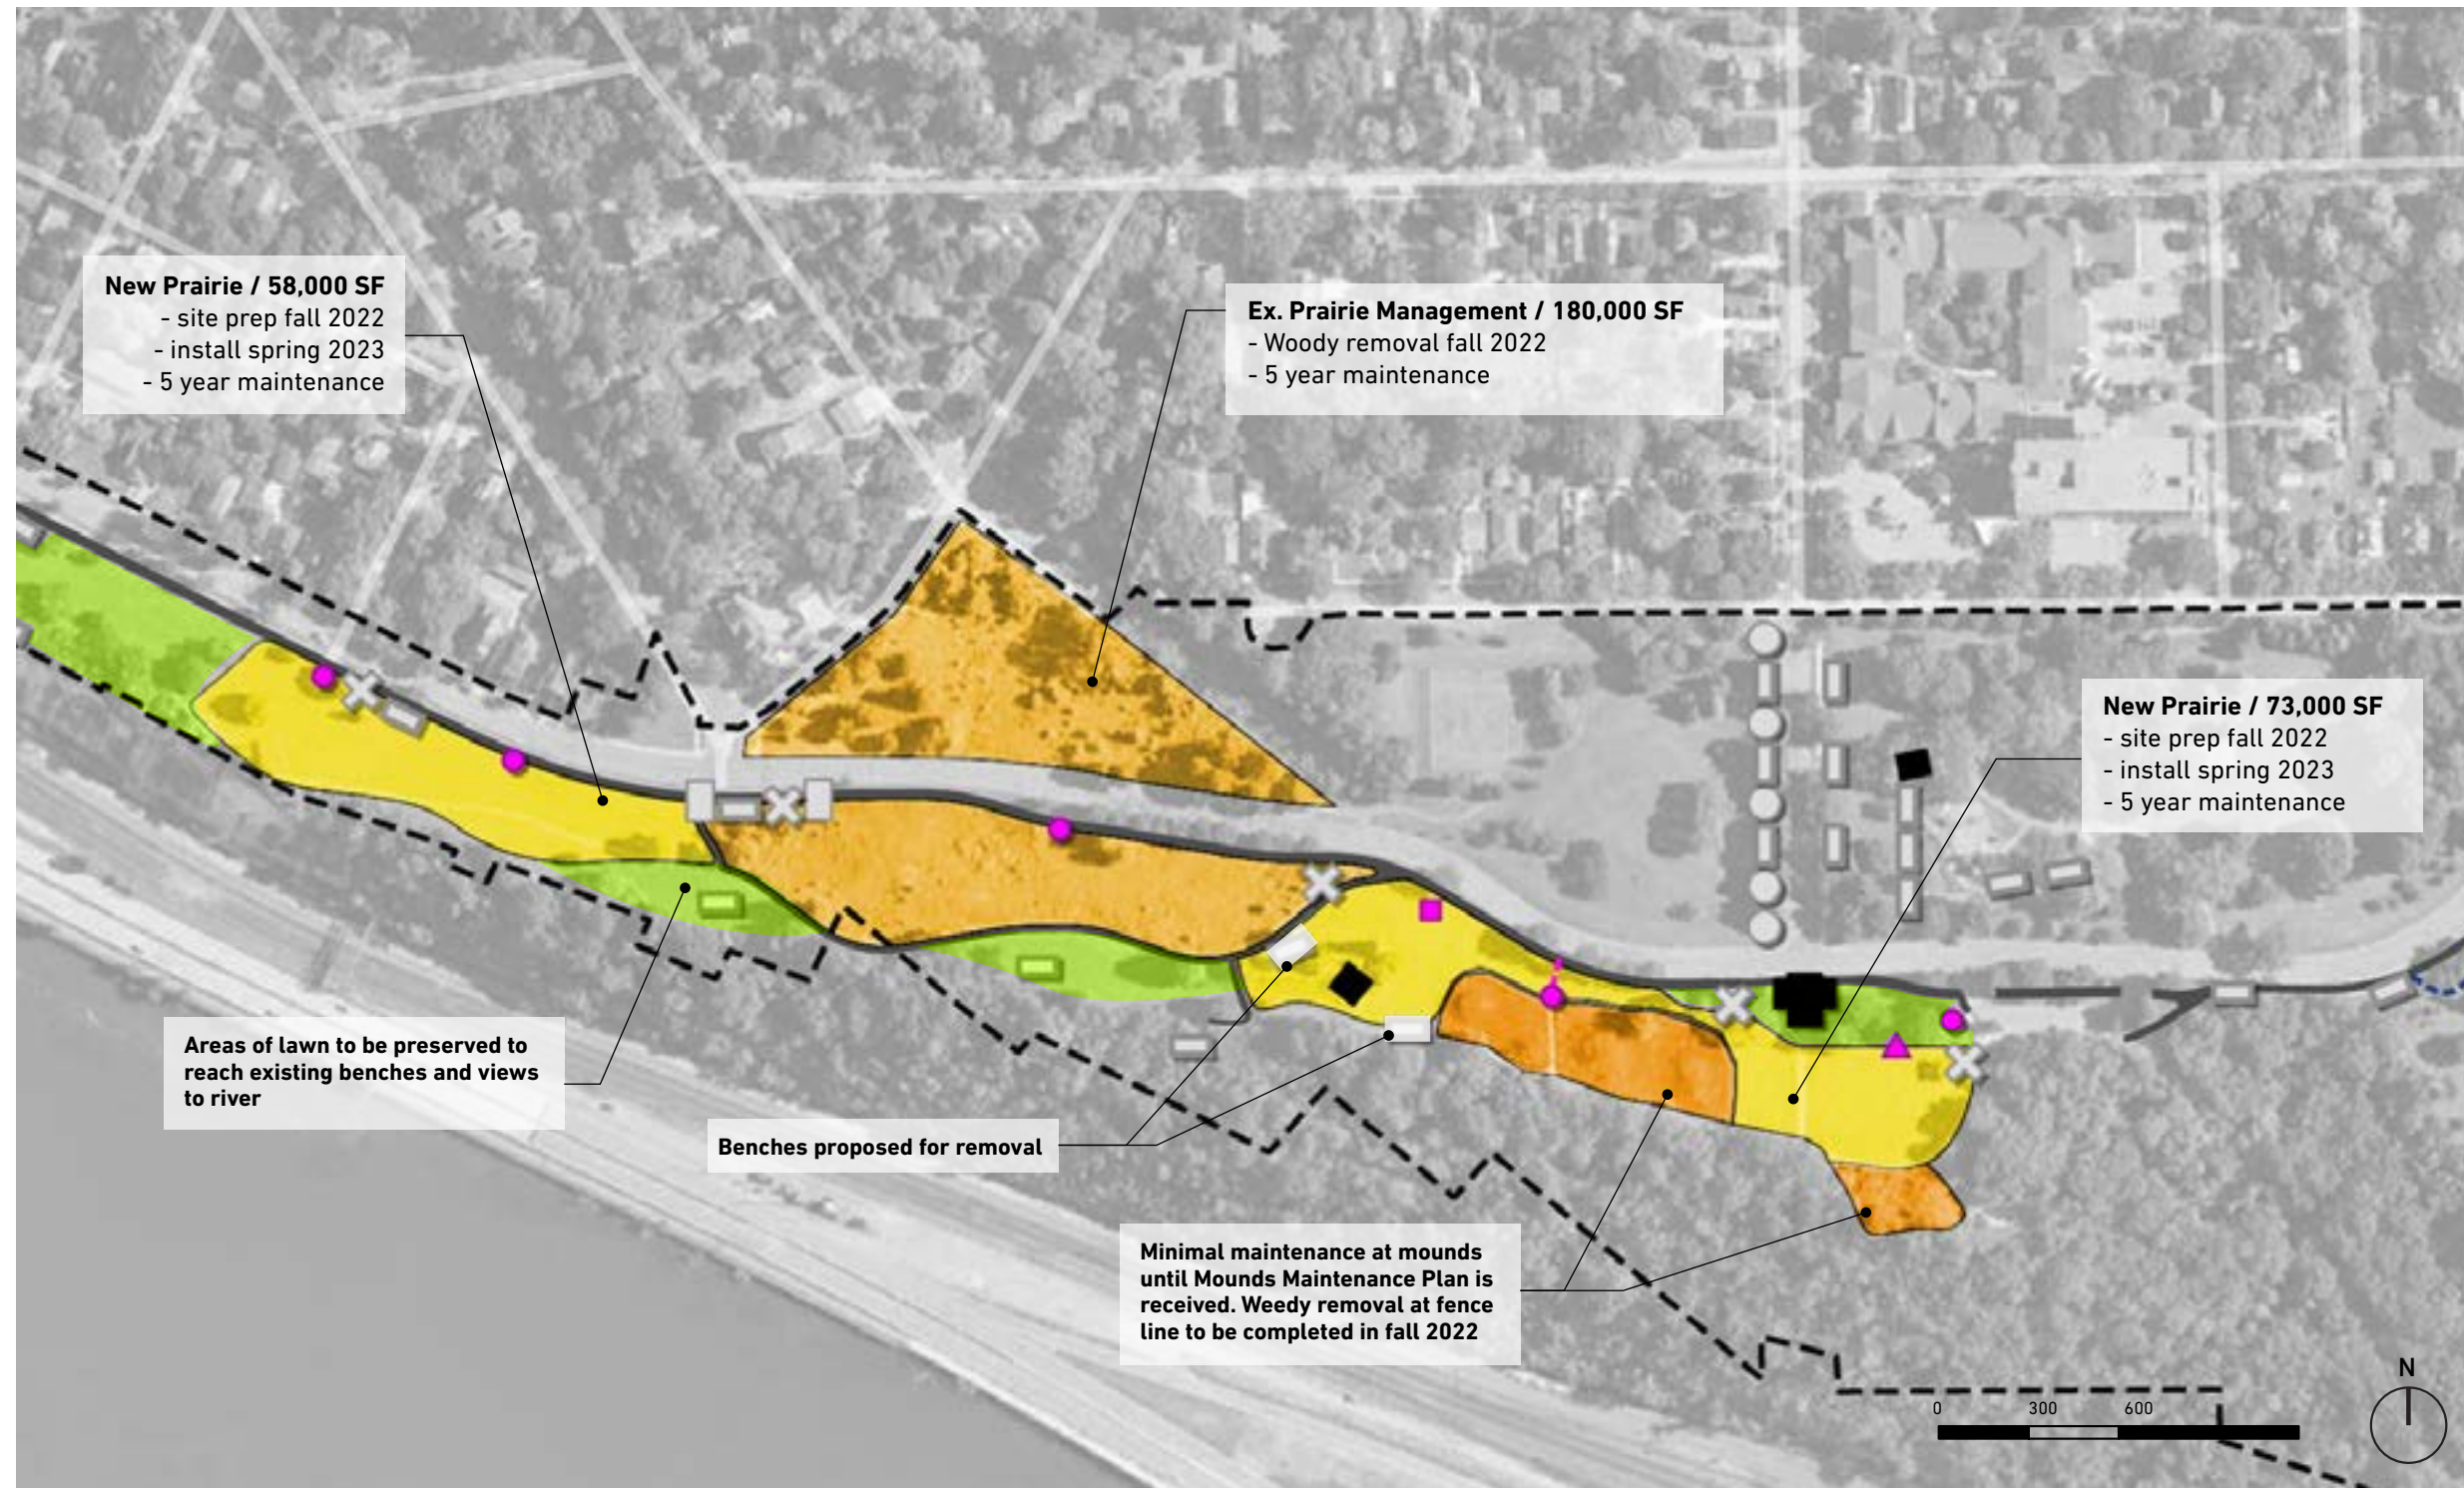 New Prairie / 58,000 SF
- site prep fall 2022
- install spring 2023
- 5 year maintenance
Ex. Prairie Management / 180,000 SF
- Woody removal fall 2022
- 5 year maintenance
New Prairie / 73,000 SF
- site prep fall 2022
- install spring 2023
- 5 year maintenance
Areas of lawn to be preserved to
reach existing benches and views
to river
Benches proposed for removal
Minimal maintenance at mounds
until Mounds Maintenance Plan is
received. Weedy removal at fence
line to be completed in fall 2022
N
0 300 600